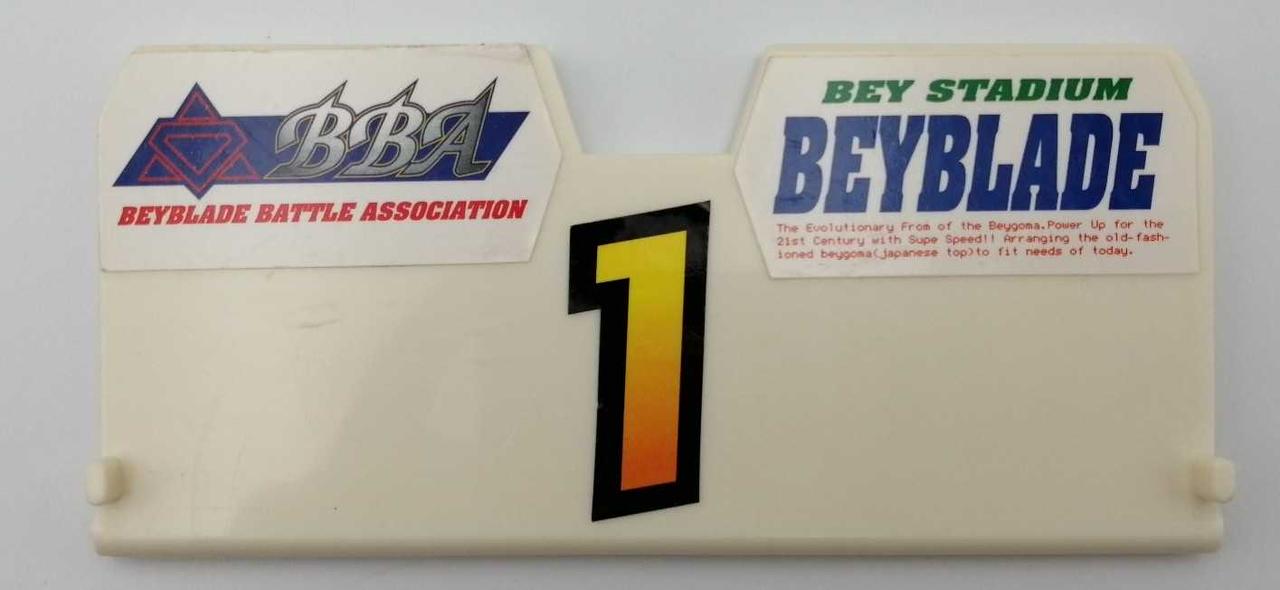 BBA
BEYBLADE BATTLE ASSOCIATION
BEY STADIUM
BEYBLADE
The Evolutionary From of the Beygoma.Power Up for the
21st Century with Supe Speed!! Arranging the old-fash-
ioned beygoma(japanese top)to fit needs of today.
1